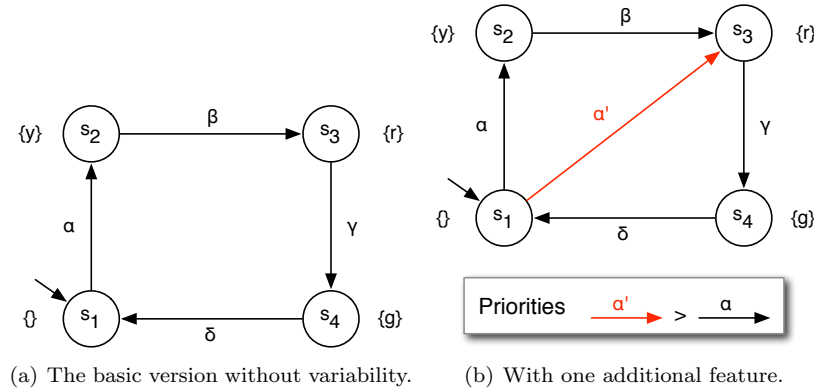 {y}
s2
β
s3
{r}
α
γ
{}
s1
δ
s4
{g}
(a) The basic version without variability.
{y}
s2
β
s3
{r}
α
α'
γ
{}
s1
δ
s4
{g}
Priorities α' > α
(b) With one additional feature.